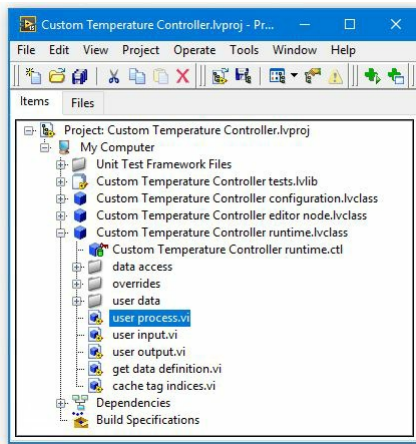 Custom Temperature Controller.lvproj - Pr...
File Edit View Project Operate Tools Window Help
Items Files
Project: Custom Temperature Controller.lvproj
My Computer
Unit Test Framework Files
Custom Temperature Controller tests.lvlib
Custom Temperature Controller configuration.lvclass
Custom Temperature Controller editor node.lvclass
Custom Temperature Controller runtime.lvclass
Custom Temperature Controller runtime.ctl
data access
overrides
user data
user process.vi
user input.vi
user output.vi
get data definition.vi
cache tag indices.vi
Dependencies
Build Specifications